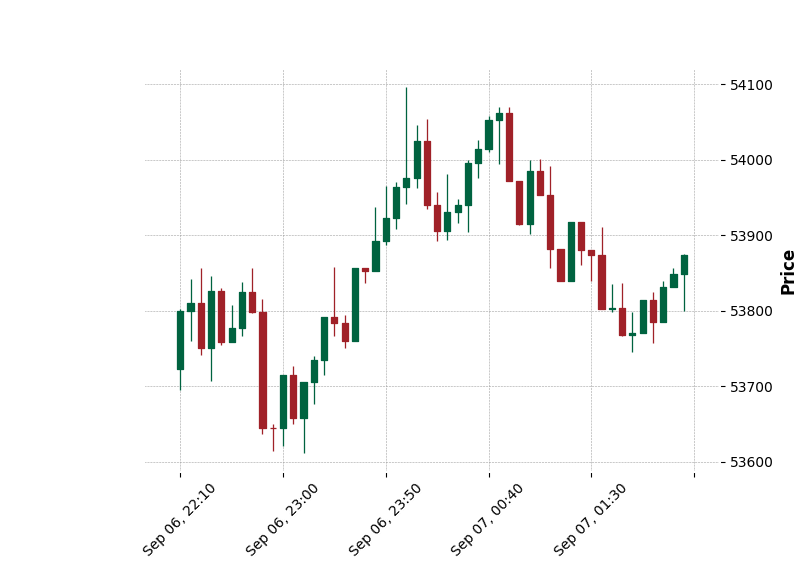 54100
54000
53900
53800
53700
53600
Price
Sep 06, 22:10
Sep 06, 23:00
Sep 06, 23:50
Sep 07, 00:40
Sep 07, 01:30